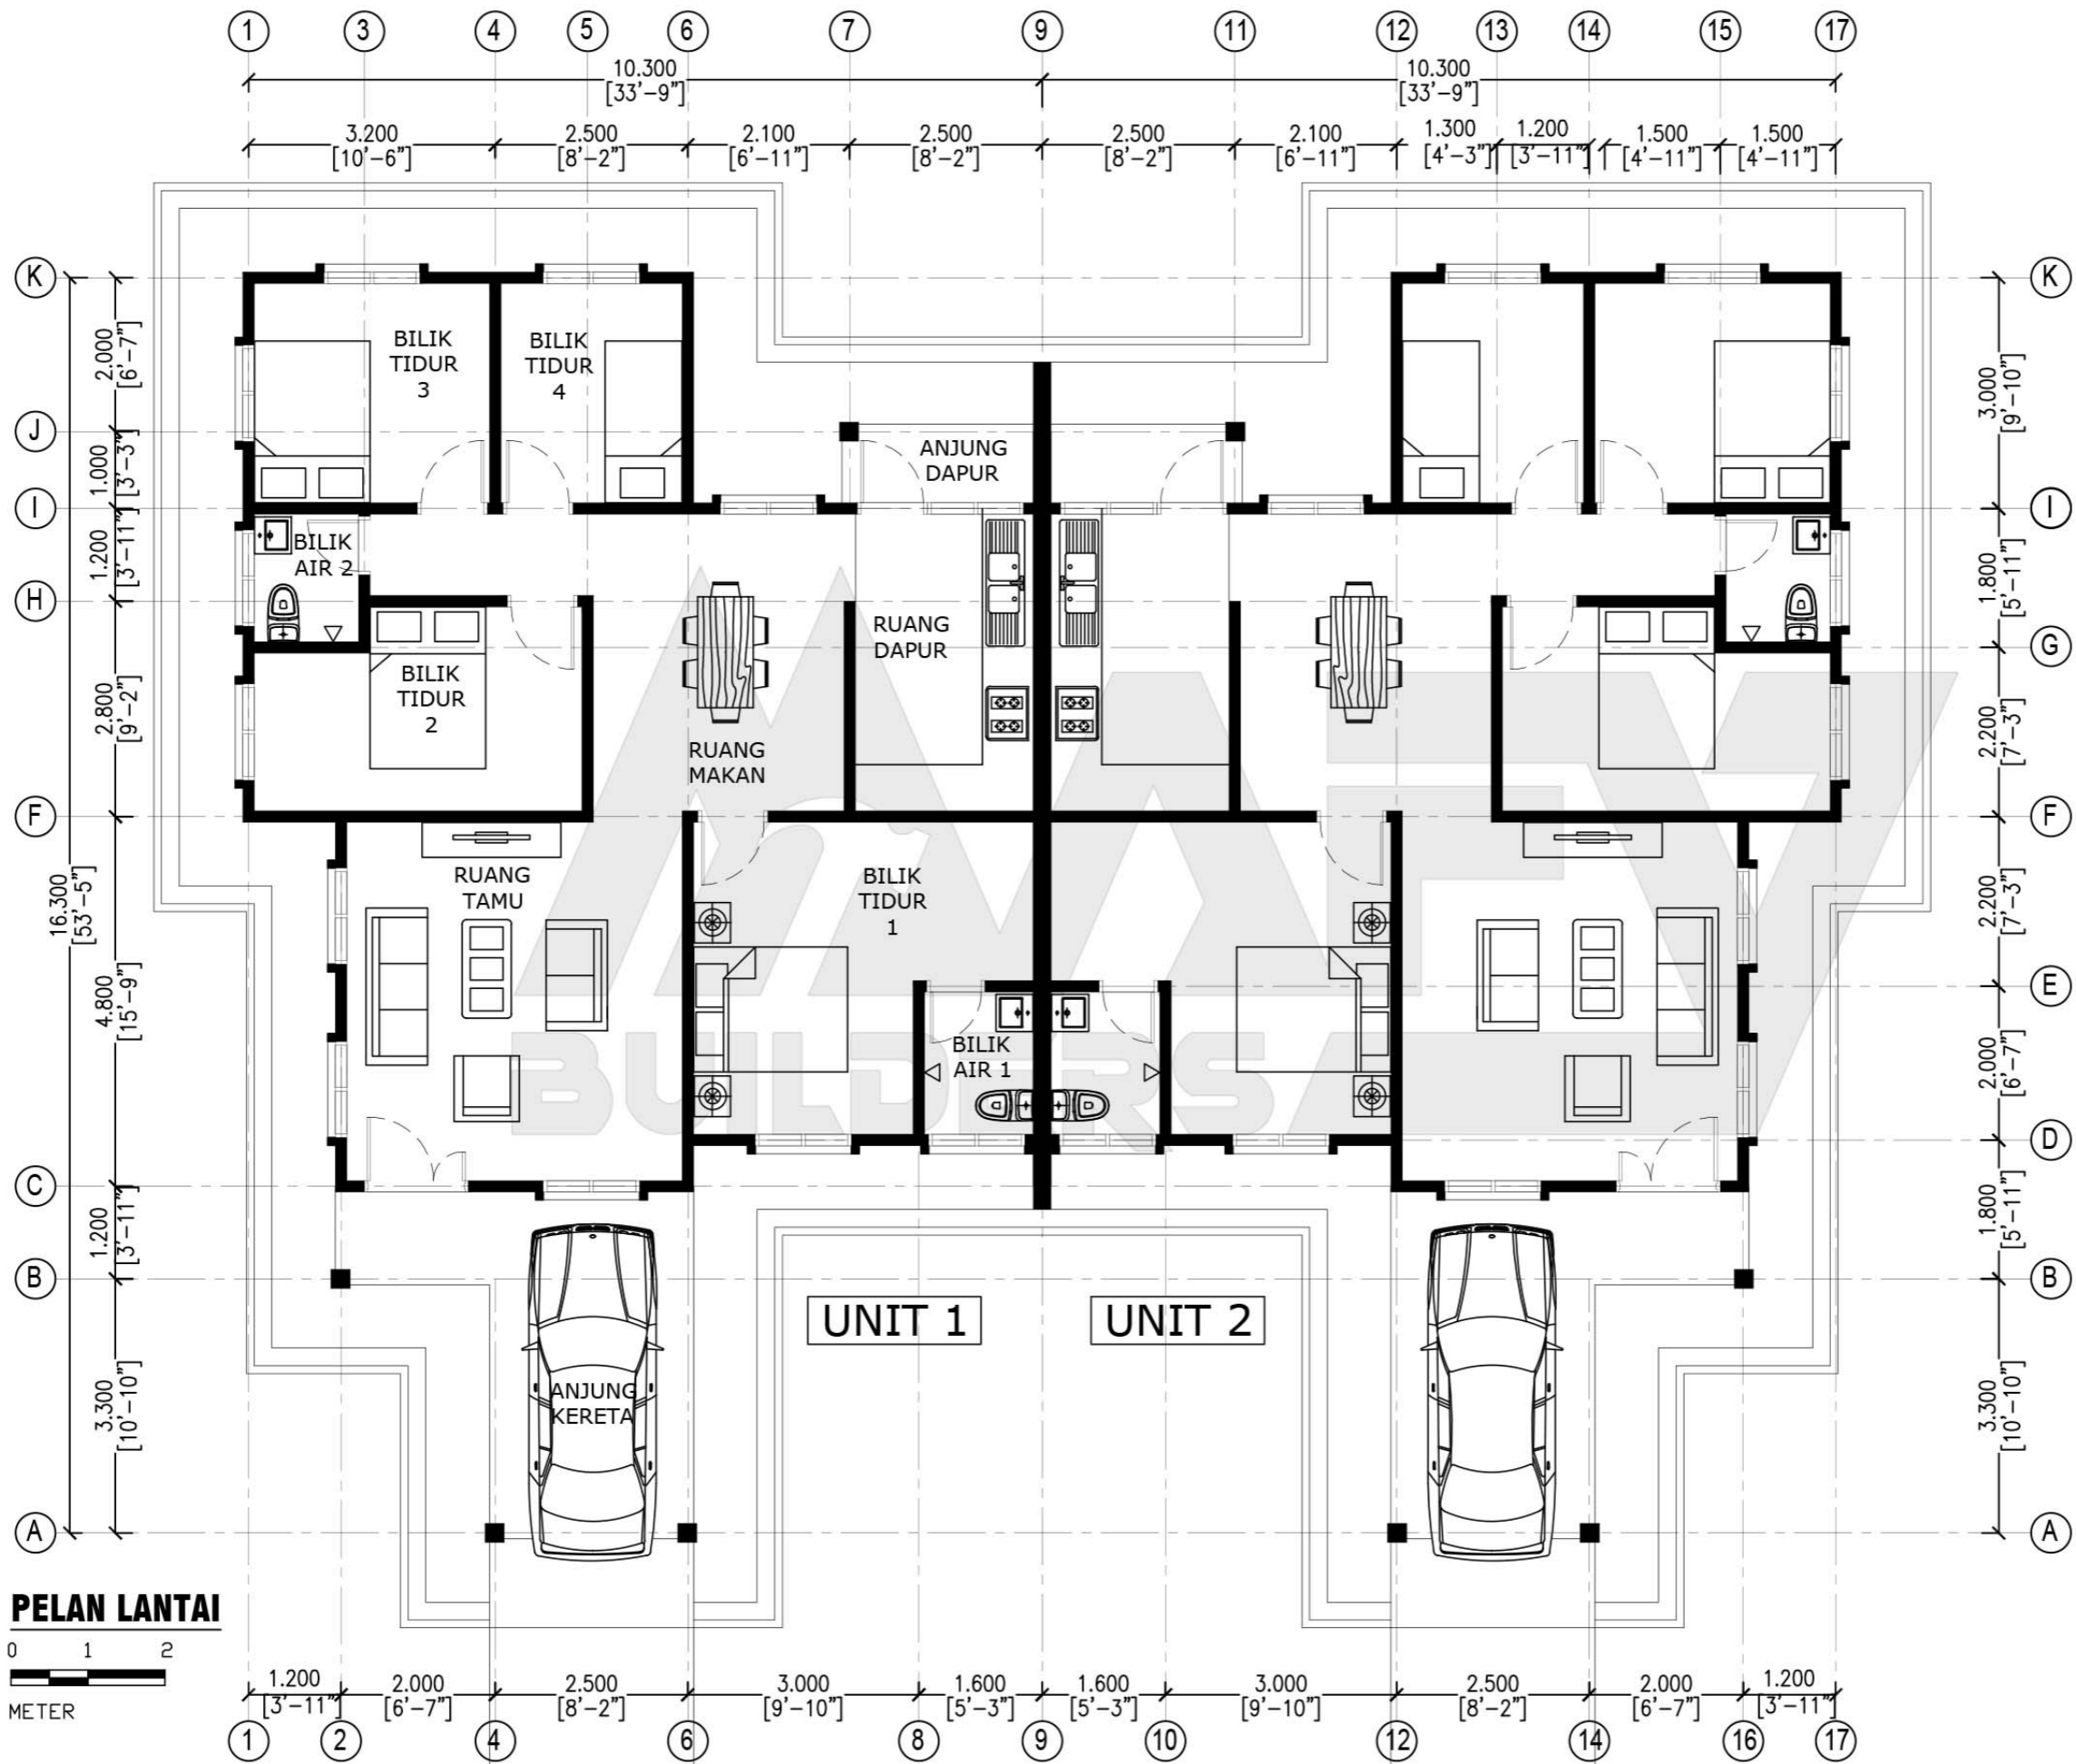 1 3 4 5 6 7 9 11 12 13 14 15 17
10.300 10.300
[33'-9"] [33'-9"]
3.200 2.500 2.100 2.500 2.500 2.100 1.300 1.200 1.500 1.500
[10'-6"] [8'-2"] [6'-11"] [8'-2"] [8'-2"] [6'-11"] [4'-3"] [3'-11"] [4'-11"] [4'-11"]
K K
2.000
[6'-7"]
BILIK
TIDUR
3
BILIK
TIDUR
4
3.000
[9'-10"]
J
1.000
[3'-3"]
ANJUNG
DAPUR
I I
1.200
[3'-11"]
BILIK
AIR 2
1.800
[5'-11"]
H
RUANG
DAPUR
G
2.800
[9'-2"]
BILIK
TIDUR
2
RUANG
MAKAN
2.200
[7'-3"]
F F
16.300
[53'-5"]
RUANG
TAMU
BILIK
TIDUR
1
2.200
[7'-3"]
4.800
[15'-9"]
E
BUILDERS
BILIK
AIR 1
2.000
[6'-7"]
D
C
1.200
[3'-11"]
1.800
[5'-11"]
B B
UNIT 1 UNIT 2
3.300
[10'-10"]
ANJUNG
KERETA
3.300
[10'-10"]
A A
PELAN LANTAI
0 1 2
METER
1.200 2.000 2.500 3.000 1.600 1.600 3.000 2.500 2.000 1.200
[3'-11"] [6'-7"] [8'-2"] [9'-10"] [5'-3"] [5'-3"] [9'-10"] [8'-2"] [6'-7"] [3'-11"]
1 2 4 6 8 9 10 12 14 16 17